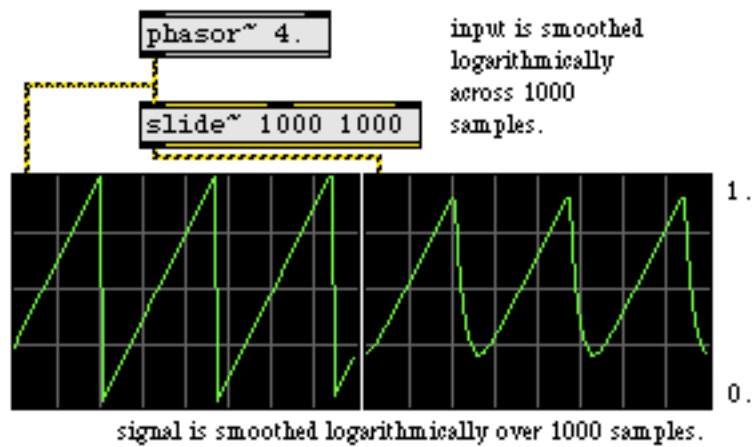 phasor~ 4.
input is smoothed
logarithmically
across 1000
samples.
slide~ 1000 1000
1.
0.
signal is smoothed logarithmically over 1000 samples.